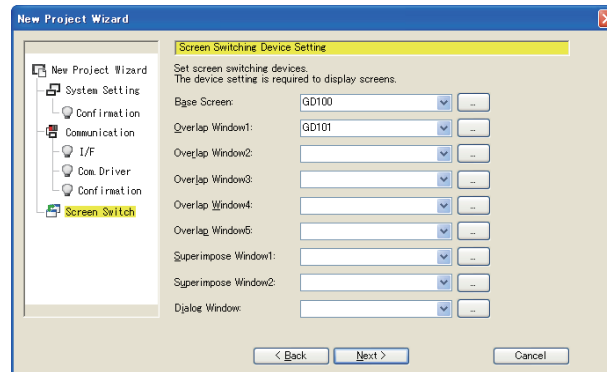 New Project Wizard
New Project Wizard
System Setting
Confirmation
Communication
I/F
Com. Driver
Confirmation
Screen Switch
Screen Switching Device Setting
Set screen switching devices.
The device setting is required to display screens.
Base Screen: GD100 ...
Overlap Window1: GD101 ...
Overlap Window2: ...
Overlap Window3: ...
Overlap Window4: ...
Overlap Window5: ...
Superimpose Window1: ...
Superimpose Window2: ...
Dialog Window: ...
< Back Next > Cancel